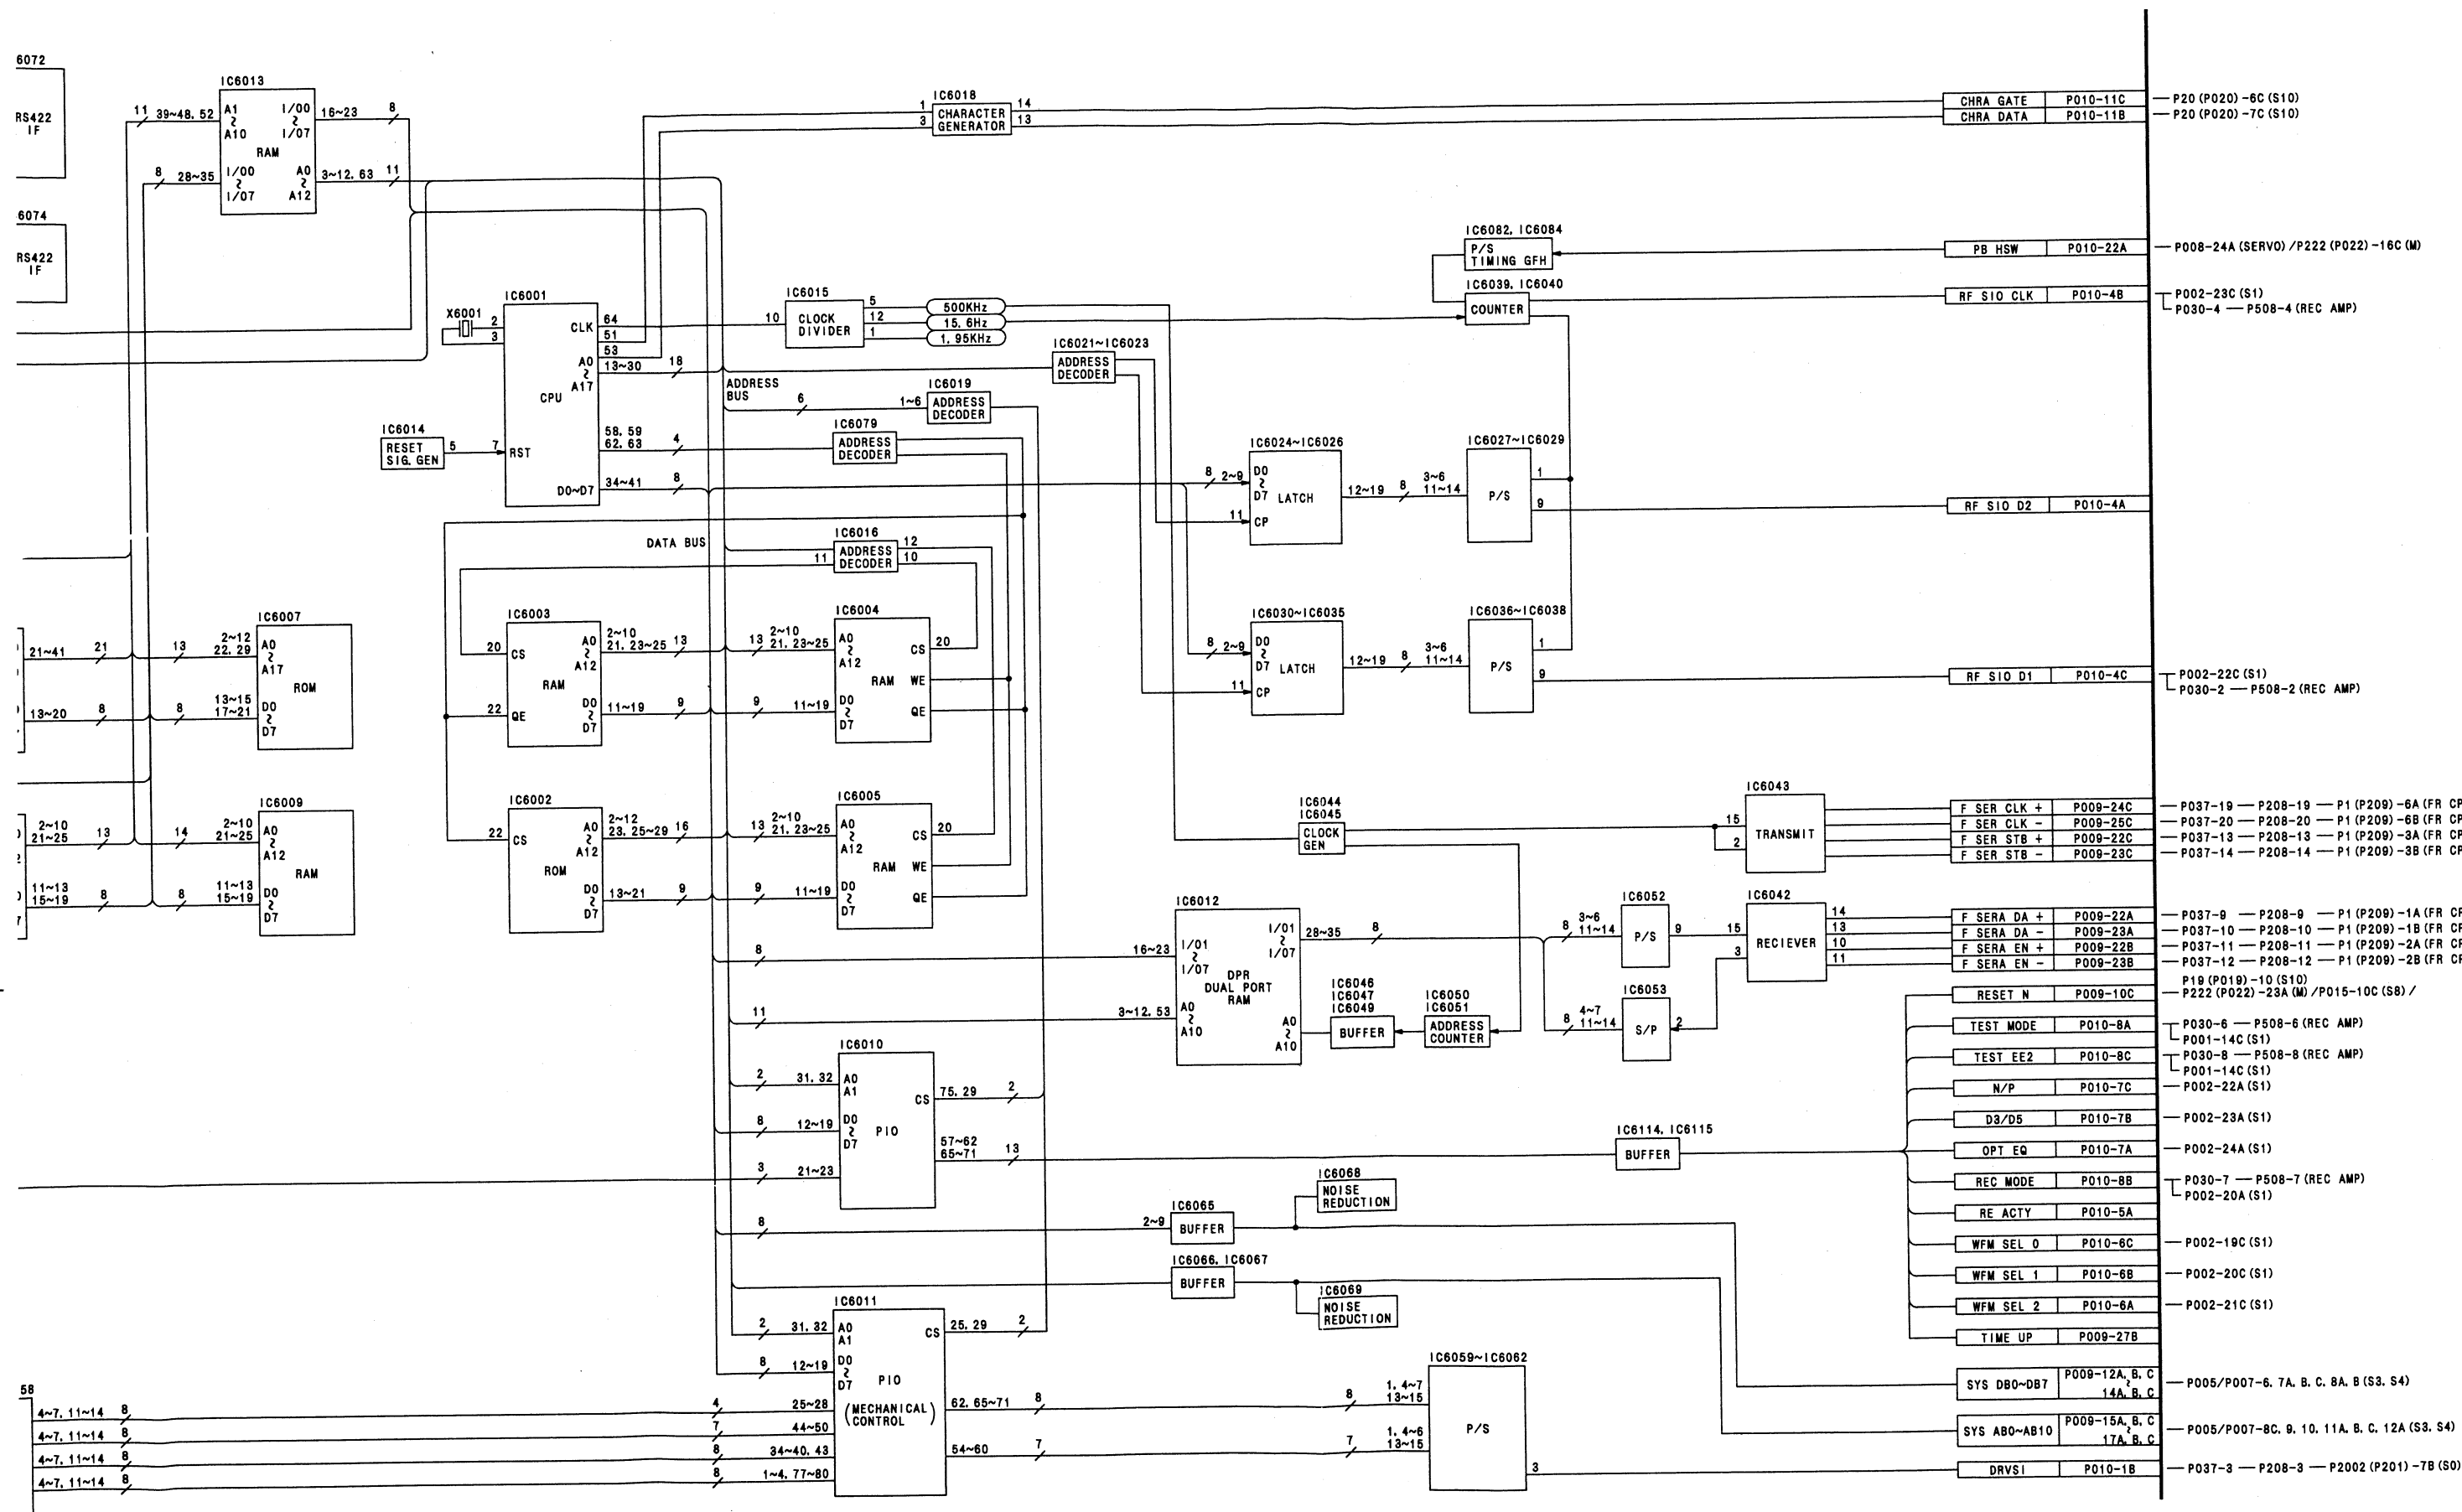 6072
RS422
IF
6074
RS422
IF
IC6013
11
39~48. 52
A1
A10
I/00
I/07
16~23
8
RAM
8
28~35
I/00
I/07
A0
A12
3~12. 63
11
IC6018
1
3
CHARACTER
GENERATOR
14
13
CHRA GATE P010-11C P20 (P020) -6C (S10)
CHRA DATA P010-11B P20 (P020) -7C (S10)
IC6082. IC6084
P/S
TIMING GFH
PB HSW P010-22A P008-24A (SERVO) /P222 (P022) -16C (M)
IC6039. IC6040
COUNTER
RF SIO CLK P010-4B P002-23C (S1)
P030-4 P508-4 (REC AMP)
X6001
2
3
IC6001
CLK
64
51
53
A0
A17
13~30
18
CPU
58. 59
62. 63
4
RST
7
D0~D7
34~41
8
IC6014
RESET
SIG. GEN
5
IC6015
10
CLOCK
DIVIDER
5
12
1
500KHz
15. 6Hz
1. 95KHz
IC6021~IC6023
ADDRESS
DECODER
ADDRESS
BUS
6
1~6
IC6019
ADDRESS
DECODER
IC6079
ADDRESS
DECODER
IC6024~IC6026
8
2~9
D0
D7
LATCH
11
CP
12~19
8
3~6
11~14
IC6027~IC6029
P/S
1
9
RF SIO D2 P010-4A
DATA BUS
IC6016
11
ADDRESS
DECODER
12
10
IC6030~IC6035
8
2~9
D0
D7
LATCH
11
CP
12~19
8
3~6
11~14
IC6036~IC6038
P/S
1
9
RF SIO D1 P010-4C P002-22C (S1)
P030-2 P508-2 (REC AMP)
21~41
21
13
2~12
22. 29
IC6007
A0
A17
ROM
13~20
8
8
13~15
17~21
D0
D7
IC6003
20
CS
A0
A12
2~10
21. 23~25
13
RAM
22
QE
D0
D7
11~19
9
IC6004
13
2~10
21. 23~25
A0
A12
CS
20
RAM
WE
QE
9
11~19
D0
D7
2~10
21~25
13
14
2~10
21~25
IC6009
A0
A12
RAM
11~13
15~19
8
8
11~13
15~19
D0
D7
IC6002
22
CS
A0
A12
2~12
23. 25~29
16
ROM
D0
D7
13~21
9
IC6005
13
2~10
21. 23~25
A0
A12
CS
20
RAM
WE
QE
9
11~19
D0
D7
IC6044
IC6045
CLOCK
GEN
IC6043
15
2
TRANSMIT
F SER CLK + P009-24C P037-19 P208-19 P1 (P209) -6A (FR CP
F SER CLK - P009-25C P037-20 P208-20 P1 (P209) -6B (FR CP
F SER STB + P009-22C P037-13 P208-13 P1 (P209) -3A (FR CP
F SER STB - P009-23C P037-14 P208-14 P1 (P209) -3B (FR CP
IC6012
8
16~23
I/01
I/07
I/01
I/07
28~35
8
DPR
DUAL PORT
RAM
11
3~12. 53
A0
A10
A0
A10
IC6046
IC6047
IC6049
BUFFER
IC6050
IC6051
ADDRESS
COUNTER
8
3~6
11~14
IC6052
P/S
9
8
4~7
11~14
IC6053
S/P
2
IC6042
15
3
RECIEVER
14
13
10
11
F SERA DA + P009-22A P037-9 P208-9 P1 (P209) -1A (FR CP
F SERA DA - P009-23A P037-10 P208-10 P1 (P209) -1B (FR CP
F SERA EN + P009-22B P037-11 P208-11 P1 (P209) -2A (FR CP
F SERA EN - P009-23B P037-12 P208-12 P1 (P209) -2B (FR CP
P19 (P019) -10 (S10)
RESET N P009-10C P222 (P022) -23A (M) /P015-10C (S8) /
TEST MODE P010-8A P030-6 P508-6 (REC AMP)
P001-14C (S1)
TEST EE2 P010-8C P030-8 P508-8 (REC AMP)
P001-14C (S1)
N/P P010-7C P002-22A (S1)
D3/D5 P010-7B P002-23A (S1)
OPT EQ P010-7A P002-24A (S1)
REC MODE P010-8B P030-7 P508-7 (REC AMP)
P002-20A (S1)
RE ACTY P010-5A
WFM SEL 0 P010-6C P002-19C (S1)
WFM SEL 1 P010-6B P002-20C (S1)
WFM SEL 2 P010-6A P002-21C (S1)
TIME UP P009-27B
IC6010
2
31. 32
A0
A1
CS
75. 29
2
8
12~19
D0
D7
PIO
57~62
65~71
13
3
21~23
IC6114. IC6115
BUFFER
IC6068
NOISE
REDUCTION
8
2~9
IC6065
BUFFER
IC6066. IC6067
BUFFER
IC6069
NOISE
REDUCTION
IC6011
2
31. 32
A0
A1
CS
25. 29
2
8
12~19
D0
D7
PIO
(MECHANICAL
CONTROL)
58
4~7. 11~14 8
4~7. 11~14 8
4~7. 11~14 8
4~7. 11~14 8
4 25~28
7 44~50
8 34~40. 43
8 1~4. 77~80
62. 65~71
8
54~60
7
IC6059~IC6062
8
1. 4~7
13~15
7
1. 4~6
13~15
P/S
3
SYS DB0~DB7 P009-12A. B. C
14A. B. C
P005/P007-6. 7A. B. C. 8A. B (S3. S4)
SYS AB0~AB10 P009-15A. B. C
17A. B. C
P005/P007-8C. 9. 10. 11A. B. C. 12A (S3. S4)
DRVSI P010-1B P037-3 P208-3 P2002 (P201) -7B (S0)